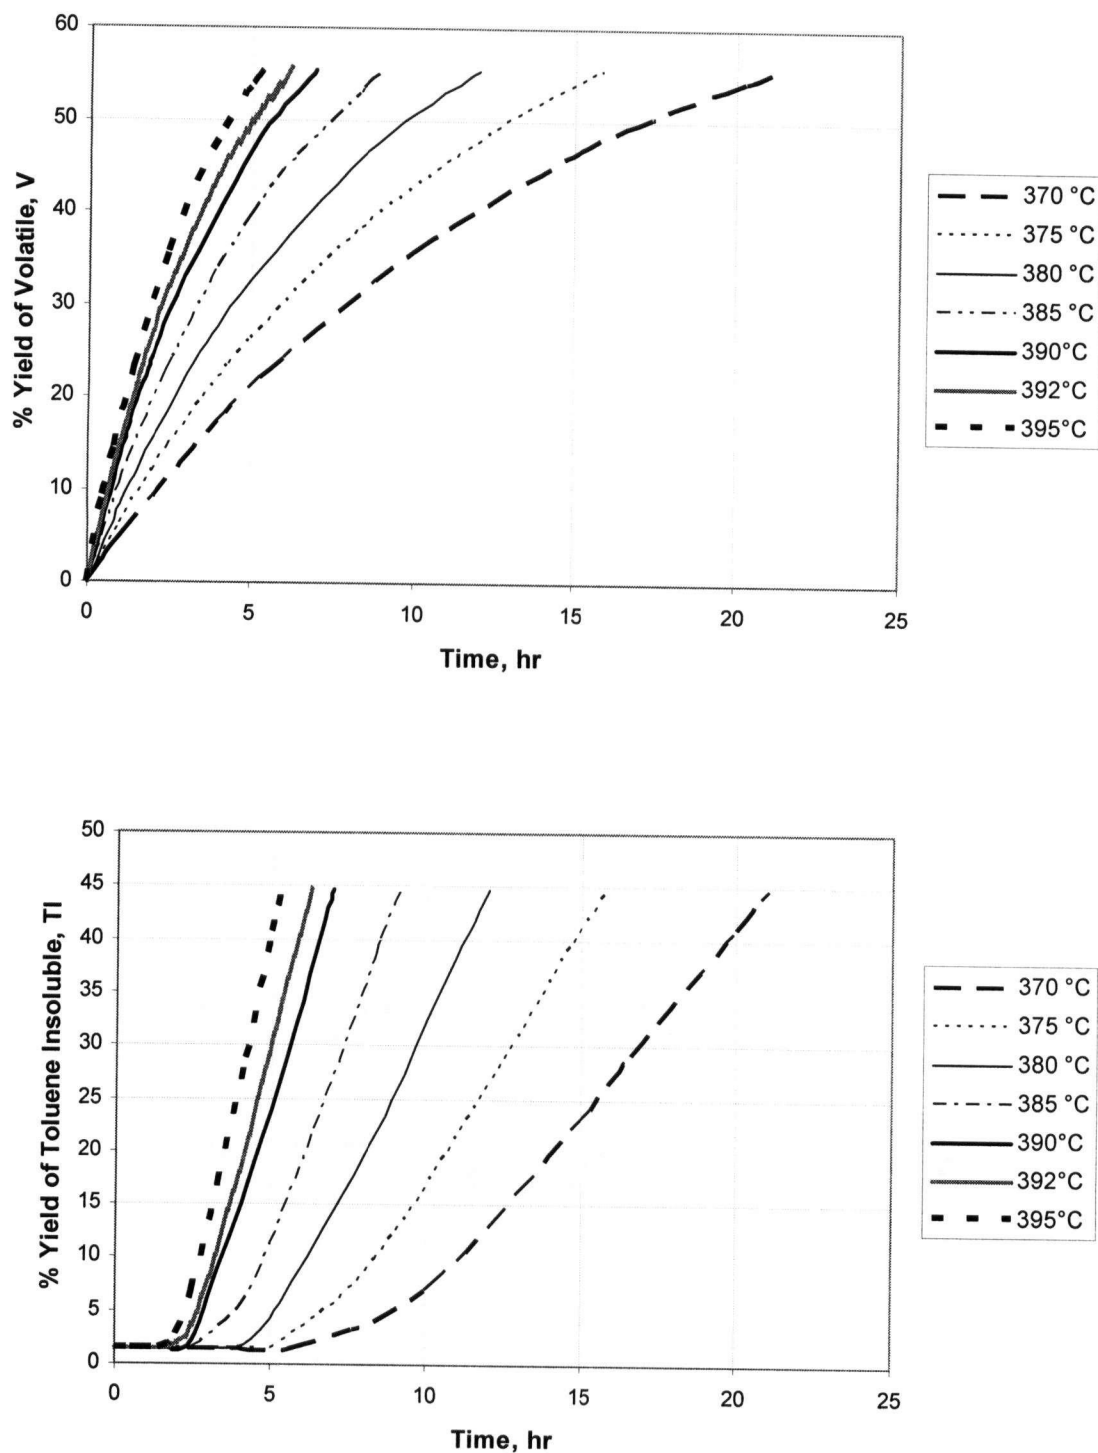 60
50
40
30
20
10
0
% Yield of Volatile, V
0 5 10 15 20 25
Time, hr
370 °C
375 °C
380 °C
385 °C
390°C
392°C
395°C
50
45
40
35
30
25
20
15
10
5
0
% Yield of Toluene Insoluble, TI
0 5 10 15 20 25
Time, hr
370 °C
375 °C
380 °C
385 °C
390°C
392°C
395°C